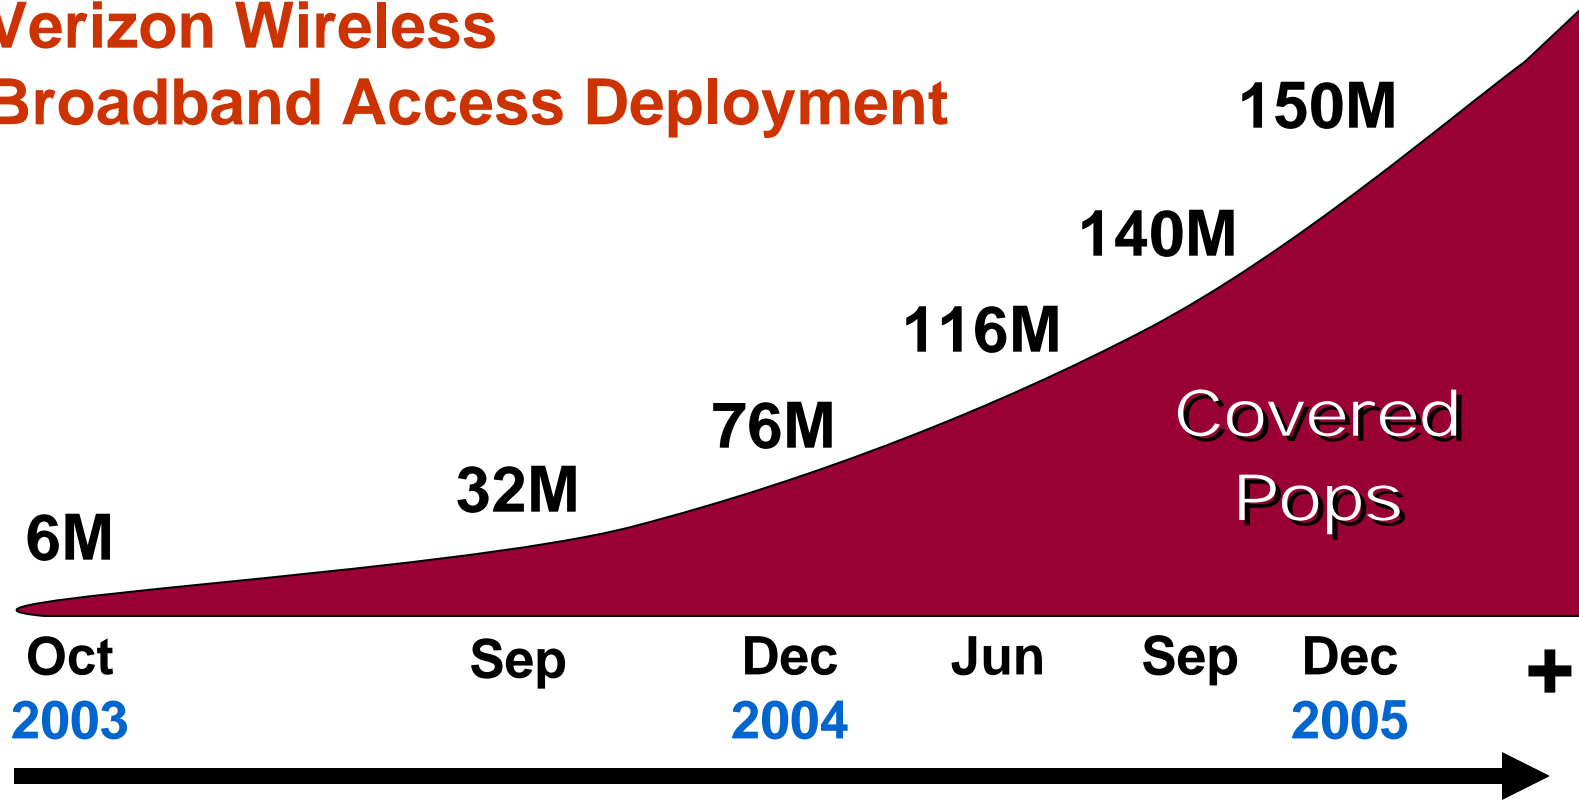 Verizon Wireless
Broadband Access Deployment
150M
140M
116M
76M
32M
6M
Covered
Pops
Oct Sep Dec Jun Sep Dec +
2003 2004 2005